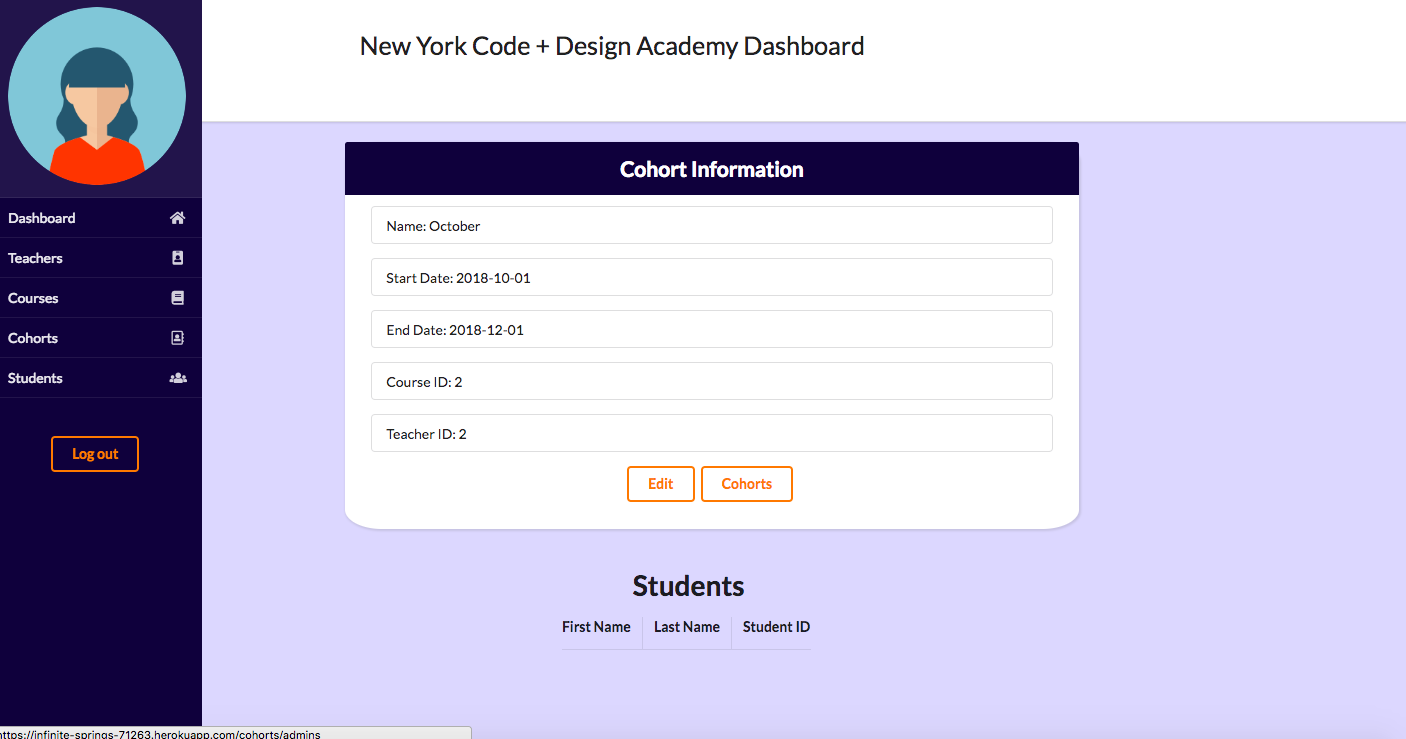 New York Code + Design Academy Dashboard
Dashboard
Teachers
Courses
Cohorts
Students
Log out
Cohort Information
Name: October
Start Date: 2018-10-01
End Date: 2018-12-01
Course ID: 2
Teacher ID: 2
Edit Cohorts
Students
First Name Last Name Student ID
https://infinite-springs-71263.herokuapp.com/cohorts/admins